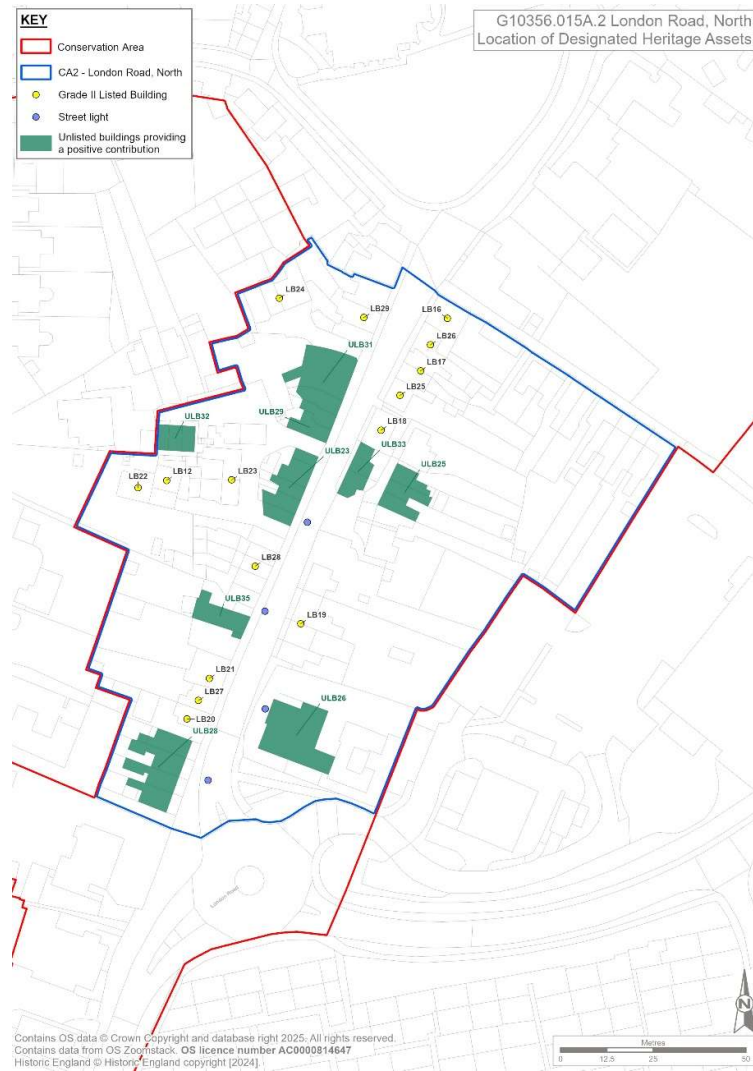 KEY
Conservation Area
CA2 - London Road, North
Grade II Listed Building
Street light
Unlisted buildings providing
a positive contribution
G10356.015A.2 London Road, North
Location of Designated Heritage Assets
LB24
LB29
LB16
LB26
ULB31
LB17
LB25
ULB29
LB18
ULB32
ULB23
ULB33
ULB25
LB22
LB12
LB23
LB28
ULB35
LB19
LB21
LB27
ULB26
LB20
ULB28
London Road
N
Contains OS data © Crown Copyright and database right 2025. All rights reserved.
Contains data from OS Zoomstack. OS licence number AC0000814647
Historic England © Historic England copyright [2024].
Metres
0 12.5 25 50